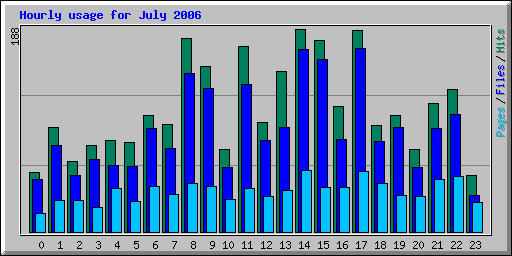 Hourly usage for July 2006
188
Pages / Files / Hits
0 1 2 3 4 5 6 7 8 9 10 11 12 13 14 15 16 17 18 19 20 21 22 23